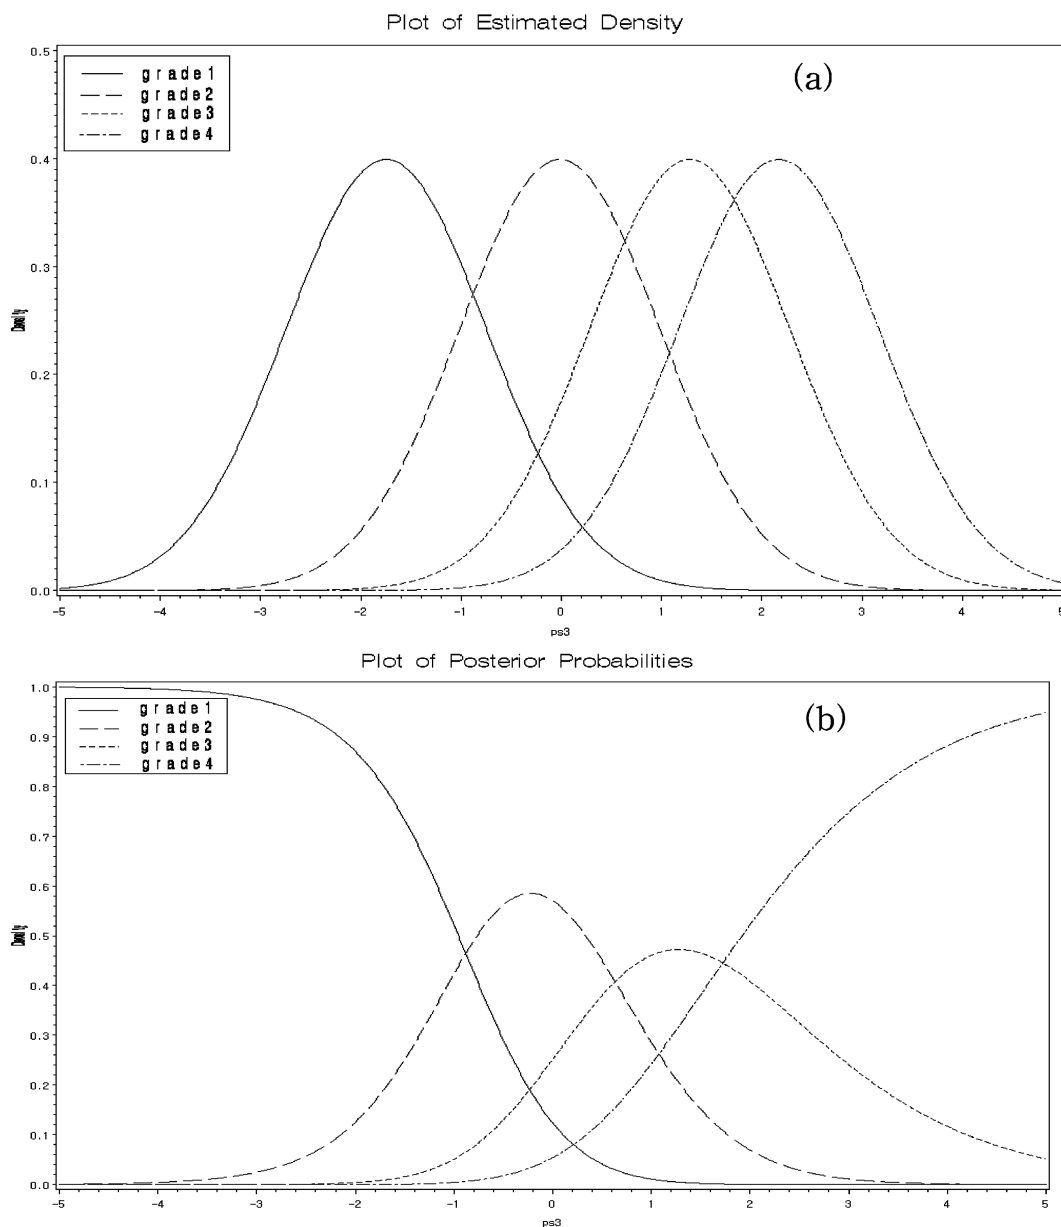 Plot of Estimated Density
0.5
grade1
grade2
grade3
grade4
(a)
0.4
0.3
Density
0.2
0.1
0.0
-5 -4 -3 -2 -1 0 1 2 3 4 5
ps3
Plot of Posterior Probabilities
1.0
grade1
grade2
grade3
grade4
(b)
0.9
0.8
0.7
0.6
0.5
Density
0.4
0.3
0.2
0.1
0.0
-5 -4 -3 -2 -1 0 1 2 3 4 5
ps3